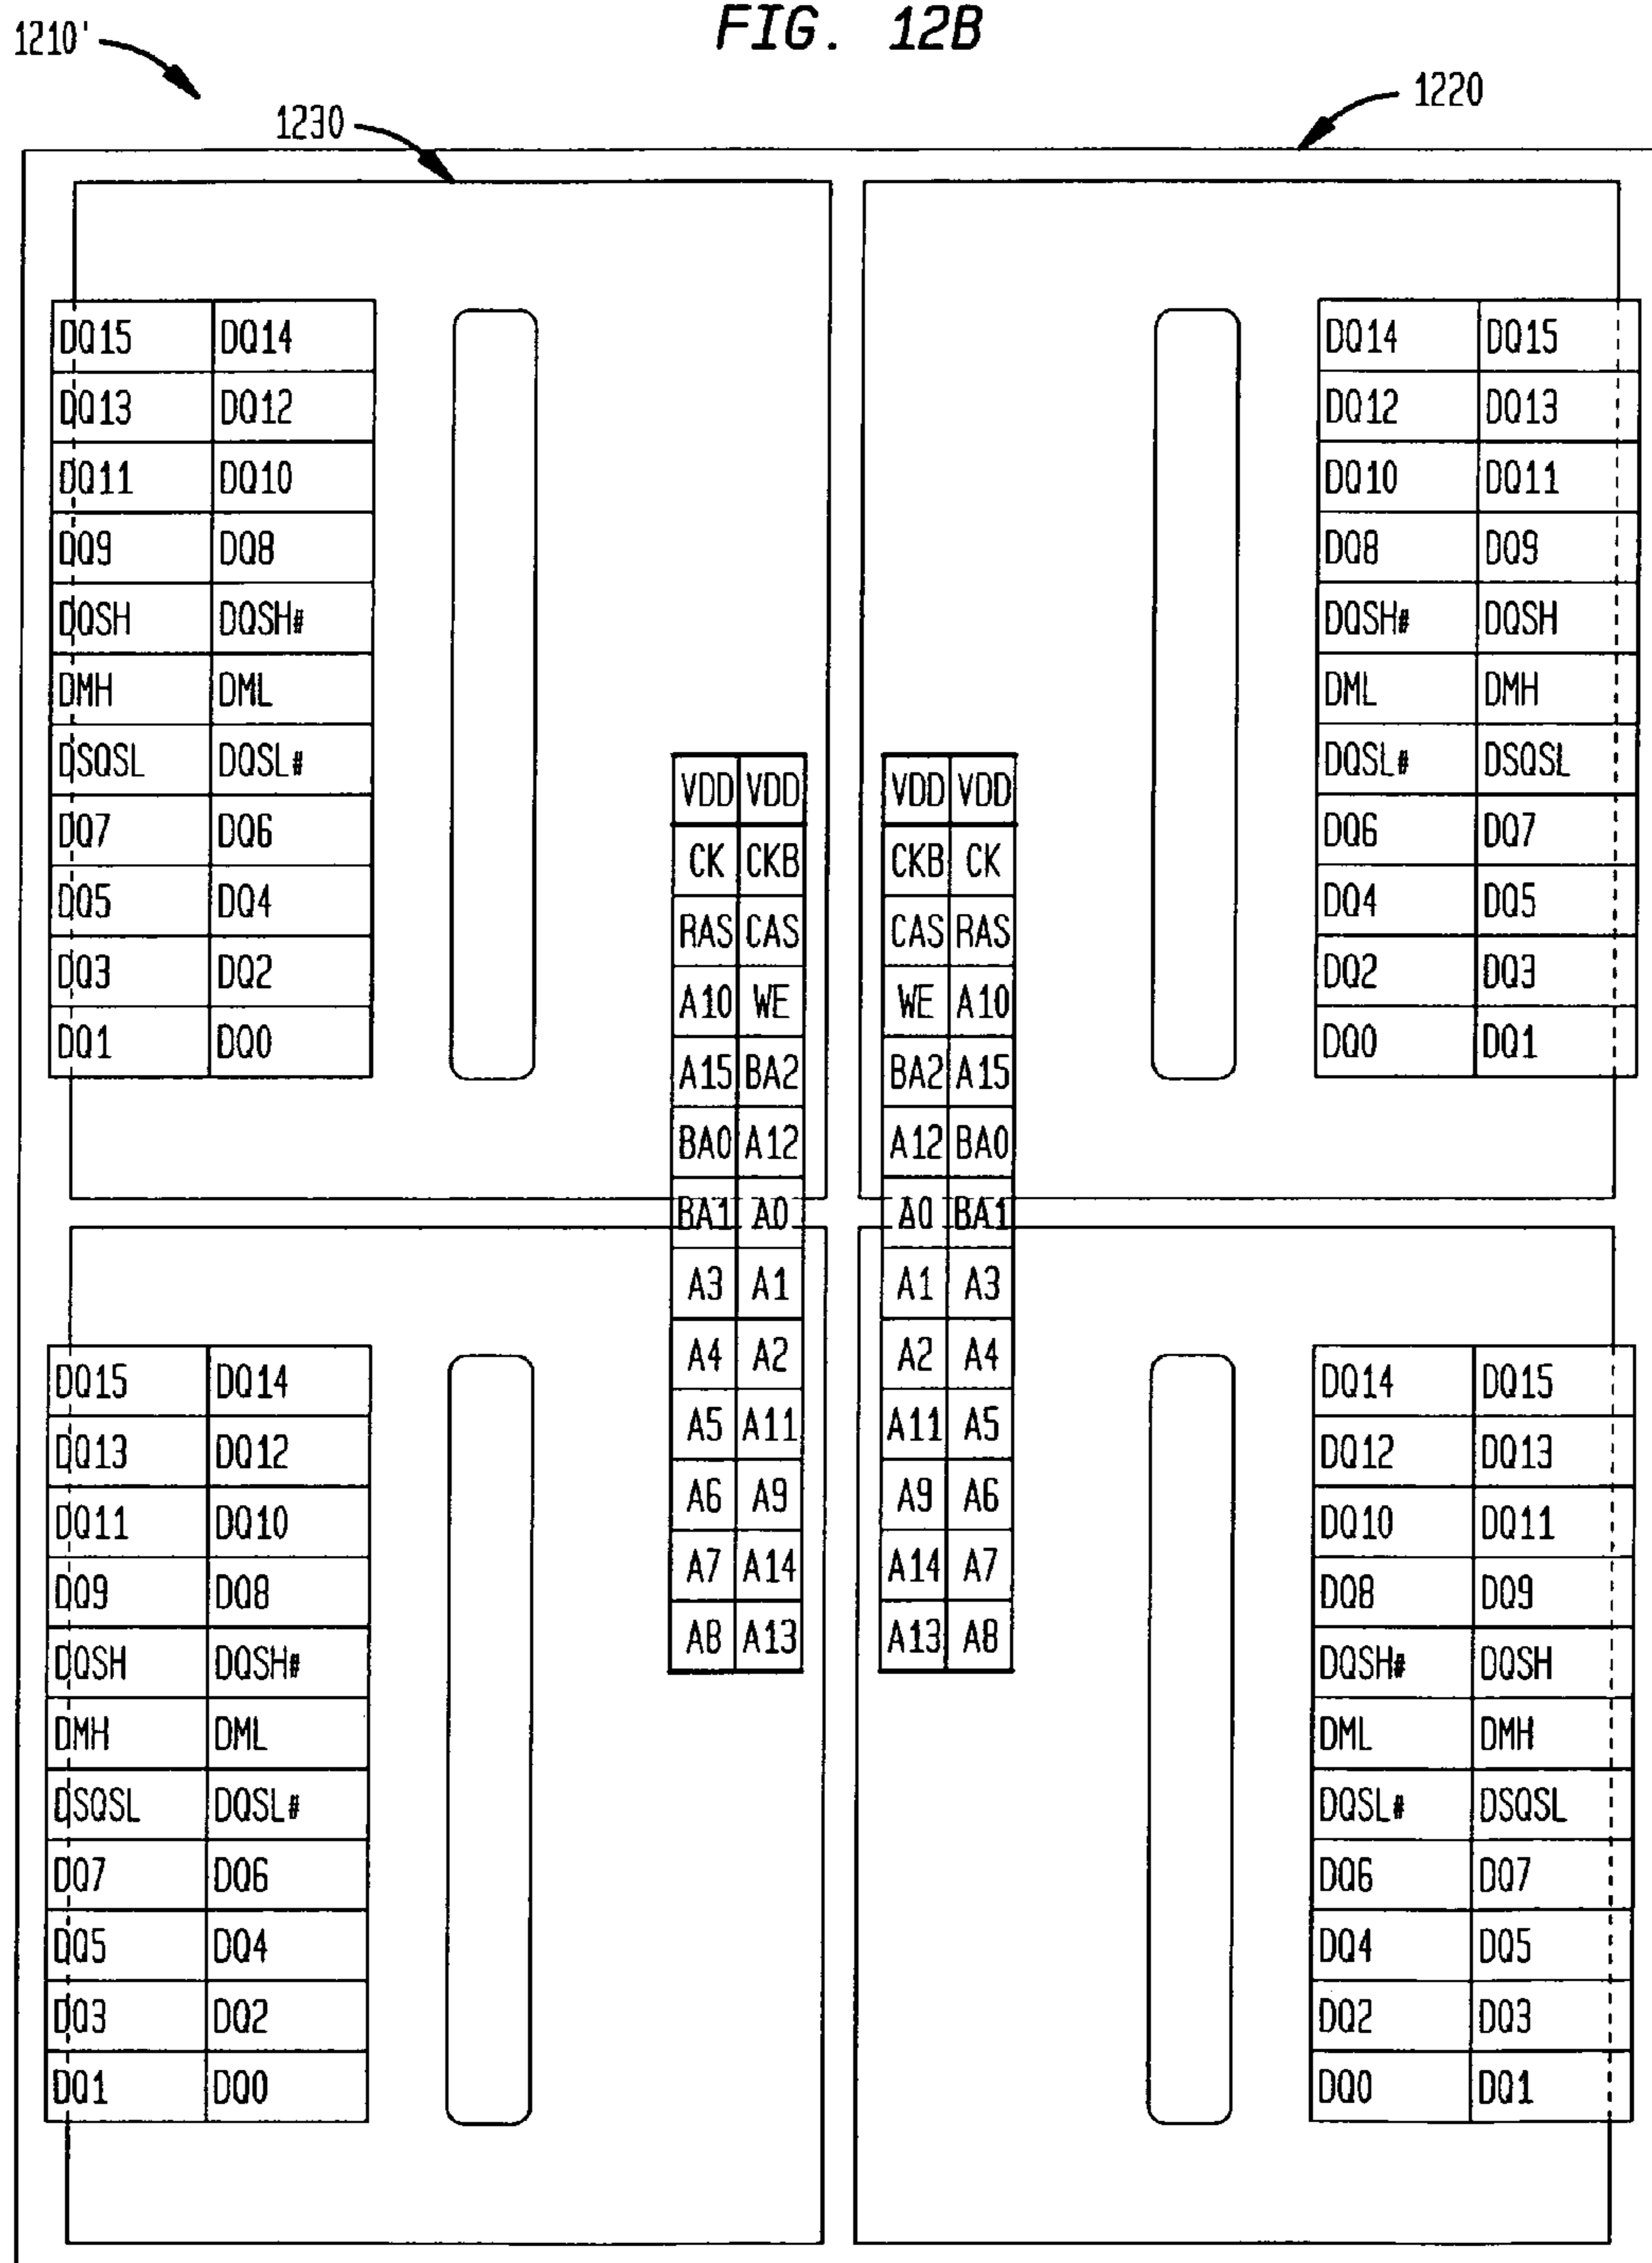 FIG. 12B
1210'
1230
1220
DQ15 DQ14
DQ13 DQ12
DQ11 DQ10
DQ9 DQ8
DQSH DQSH#
DMH DML
DSQSL DQSL#
DQ7 DQ6
DQ5 DQ4
DQ3 DQ2
DQ1 DQ0
VDD VDD
CK CKB
RAS CAS
A10 WE
A15 BA2
BA0 A12
BA1 A0
A3 A1
A4 A2
A5 A11
A6 A9
A7 A14
A8 A13
VDD VDD
CKB CK
CAS RAS
WE A10
BA2 A15
A12 BA0
A0 BA1
A1 A3
A2 A4
A11 A5
A9 A6
A14 A7
A13 A8
DQ14 DQ15
DQ12 DQ13
DQ10 DQ11
DQ8 DQ9
DQSH# DQSH
DML DMH
DQSL# DSQSL
DQ6 DQ7
DQ4 DQ5
DQ2 DQ3
DQ0 DQ1
DQ15 DQ14
DQ13 DQ12
DQ11 DQ10
DQ9 DQ8
DQSH DQSH#
DMH DML
DSQSL DQSL#
DQ7 DQ6
DQ5 DQ4
DQ3 DQ2
DQ1 DQ0
DQ14 DQ15
DQ12 DQ13
DQ10 DQ11
DQ8 DQ9
DQSH# DQSH
DML DMH
DQSL# DSQSL
DQ6 DQ7
DQ4 DQ5
DQ2 DQ3
DQ0 DQ1